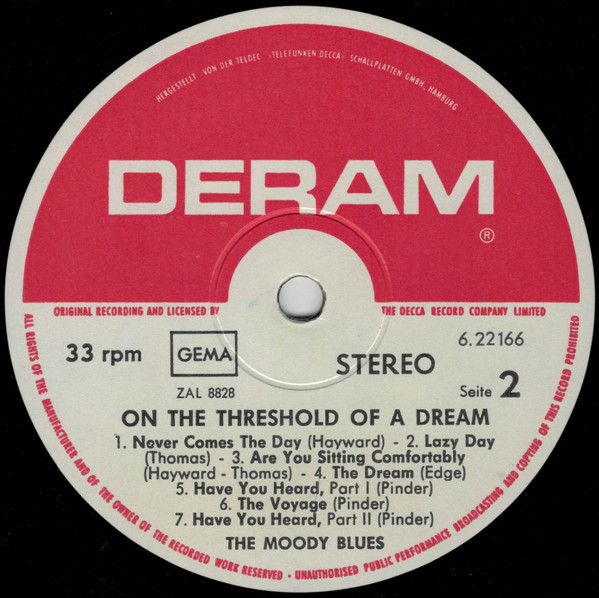 HERGESTELLT VON DER TELDEC »TELEFUNKEN DECCA« SCHALLPLATTEN GMBH, HAMBURG
DERAM
®
ORIGINAL RECORDING AND LICENSED BY THE DECCA RECORD COMPANY LIMITED
33 rpm GEMA STEREO 6.22166
ZAL 8828 Seite 2
ON THE THRESHOLD OF A DREAM
1. Never Comes The Day (Hayward) - 2. Lazy Day
(Thomas) - 3. Are You Sitting Comfortably
(Hayward - Thomas) - 4. The Dream (Edge)
5. Have You Heard, Part I (Pinder)
6. The Voyage (Pinder)
7. Have You Heard, Part II (Pinder)
THE MOODY BLUES
ALL RIGHTS OF THE MANUFACTURER AND OF THE OWNER OF THE RECORDED WORK RESERVED - UNAUTHORISED PUBLIC PERFORMANCE BROADCASTING AND COPYING OF THIS RECORD PROHIBITED